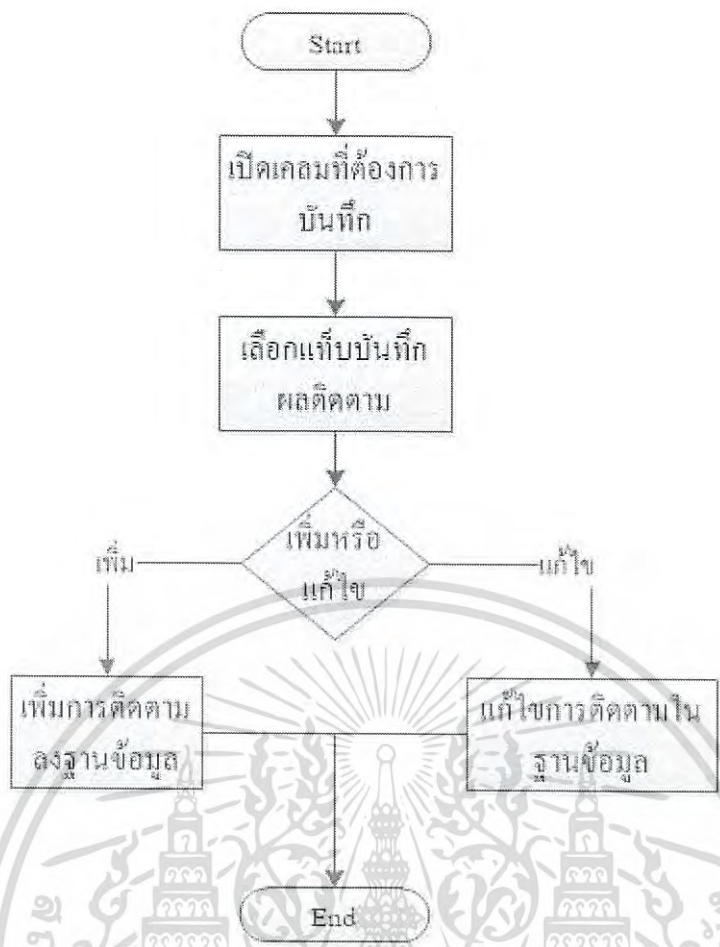 Start
เปิดเคลมที่ต้องการ
บันทึก
เลือกแท็บบันทึก
ผลติดตาม
เพิ่มหรือ
แก้ไข
เพิ่ม
แก้ไข
เพิ่มการติดตาม
ลงฐานข้อมูล
แก้ไขการติดตามใน
ฐานข้อมูล
End